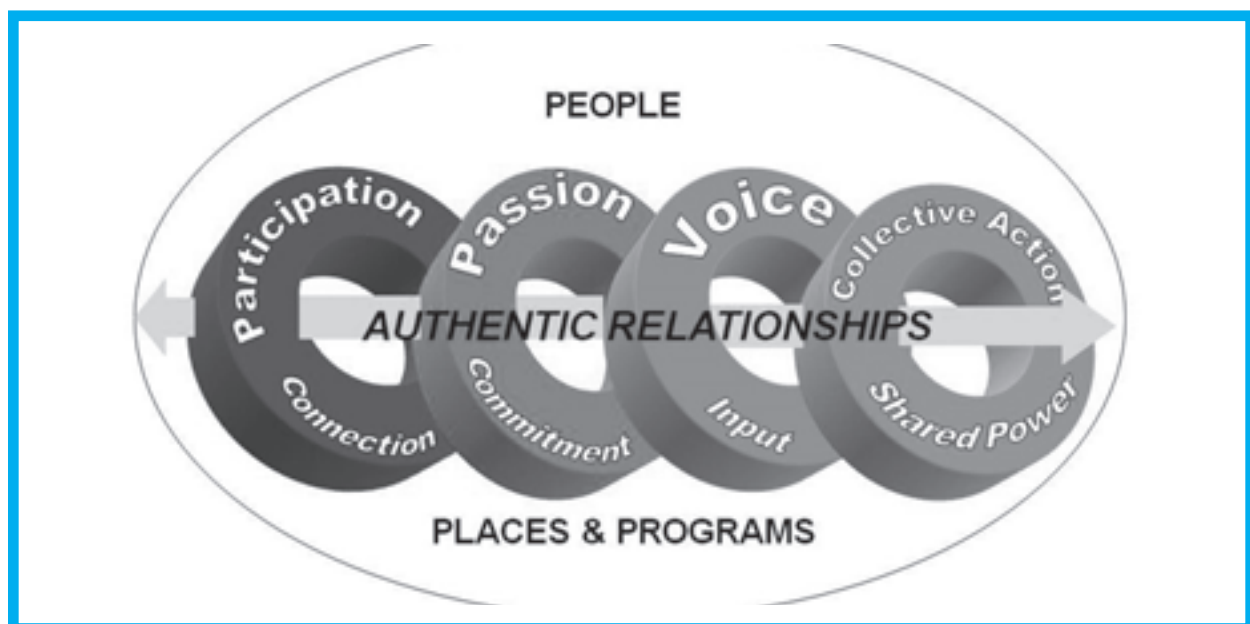 PEOPLE
Participation
Passion
Voice
Collective Action
AUTHENTIC RELATIONSHIPS
Connection
Commitment
Input
Shared Power
PLACES & PROGRAMS